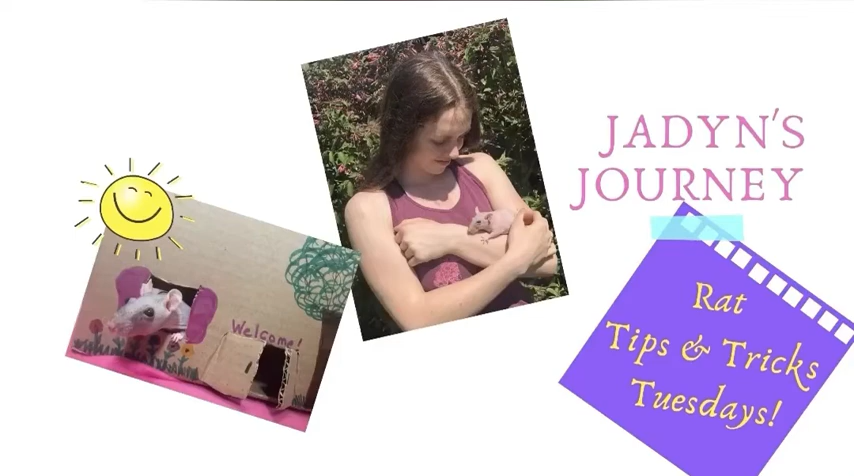 JADYN'S
JOURNEY
Welcome!
Rat
Tips & Tricks
Tuesdays!